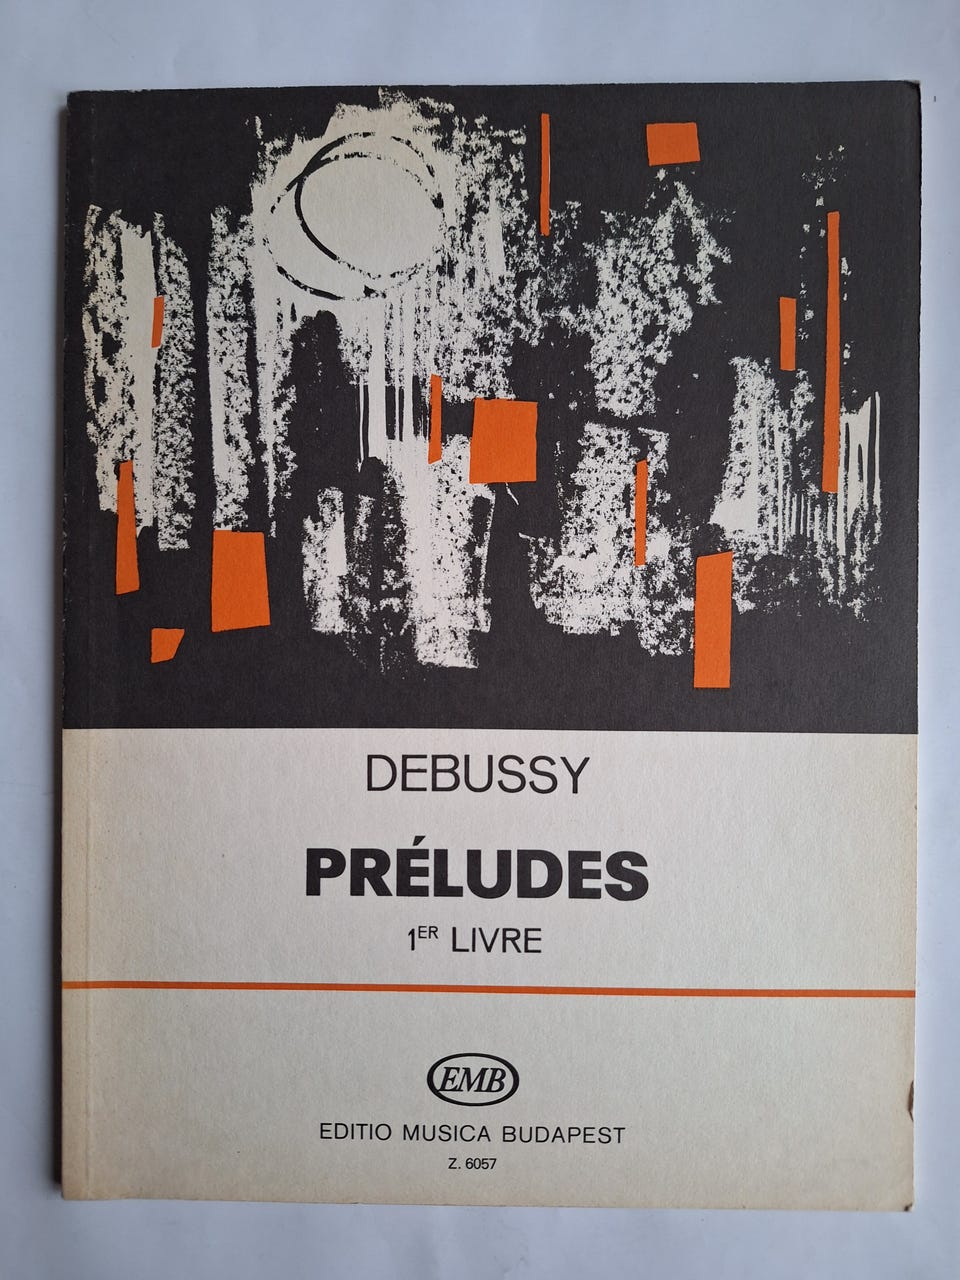 DEBUSSY
PRÉLUDES
1ER LIVRE
EMB
EDITIO MUSICA BUDAPEST
Z. 6057